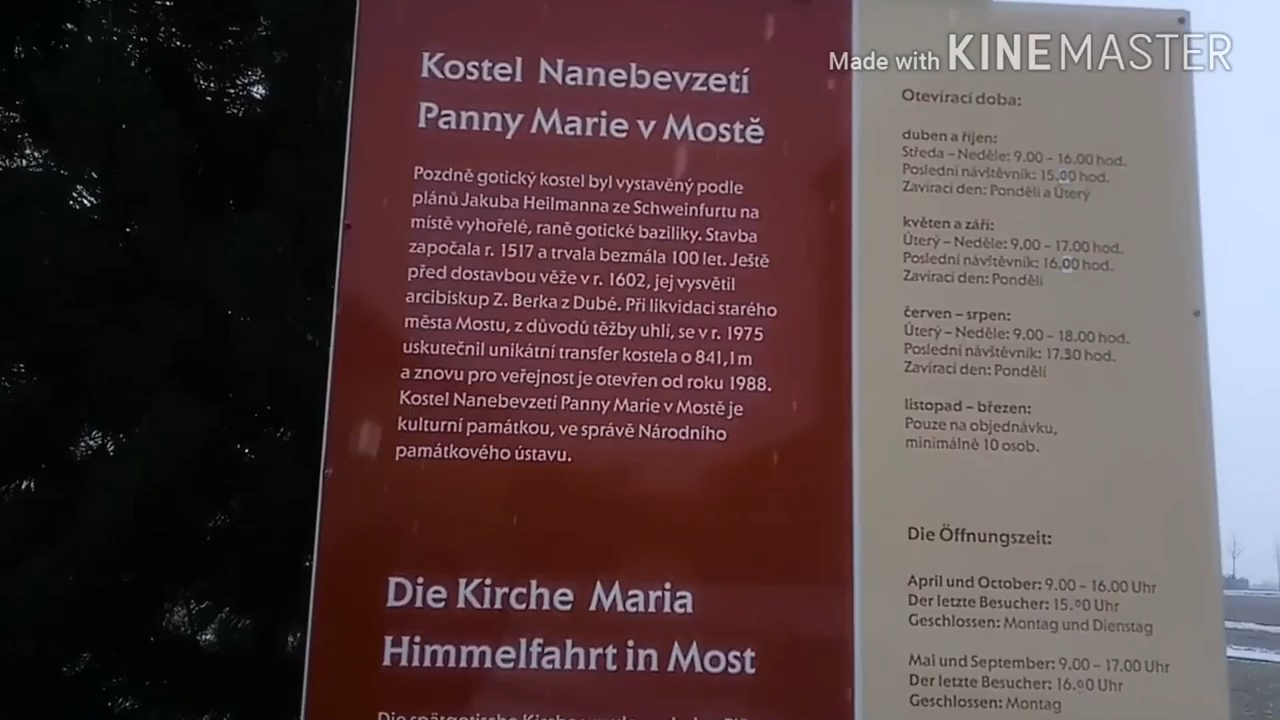 Made with KINEMASTER
Kostel Nanebevzetí
Panny Marie v Mostě
Pozdně gotický kostel byl vystavěný podle
plánů Jakuba Heilmanna ze Schweinfurtu na
místě vyhořelé, raně gotické baziliky. Stavba
započala r. 1517 a trvala bezmála 100 let. Ještě
před dostavbou věže v r. 1602, jej vysvětil
arcibiskup Z. Berka z Dubé. Při likvidaci starého
města Mostu, z důvodů těžby uhlí, se v r. 1975
uskutečnil unikátní transfer kostela o 841,1m
a znovu pro veřejnost je otevřen od roku 1988.
Kostel Nanebevzetí Panny Marie v Mostě je
kulturní památkou, ve správě Národního
památkového ústavu.
Die Kirche Maria
Himmelfahrt in Most
Otevírací doba:
duben a říjen:
Středa – Neděle: 9.00 – 16.00 hod.
Poslední návštěvník: 15.00 hod.
Zavírací den: Pondělí a Úterý
květen a září:
Úterý – Neděle: 9.00 – 17.00 hod.
Poslední návštěvník: 16.00 hod.
Zavírací den: Pondělí
červen – srpen:
Úterý – Neděle: 9.00 – 18.00 hod.
Poslední návštěvník: 17.30 hod.
Zavírací den: Pondělí
listopad – březen:
Pouze na objednávku,
minimálně 10 osob.
Die Öffnungszeit:
April und October: 9.00 – 16.00 Uhr
Der letzte Besucher: 15.00 Uhr
Geschlossen: Montag und Dienstag
Mai und September: 9.00 – 17.00 Uhr
Der letzte Besucher: 16.00 Uhr
Geschlossen: Montag